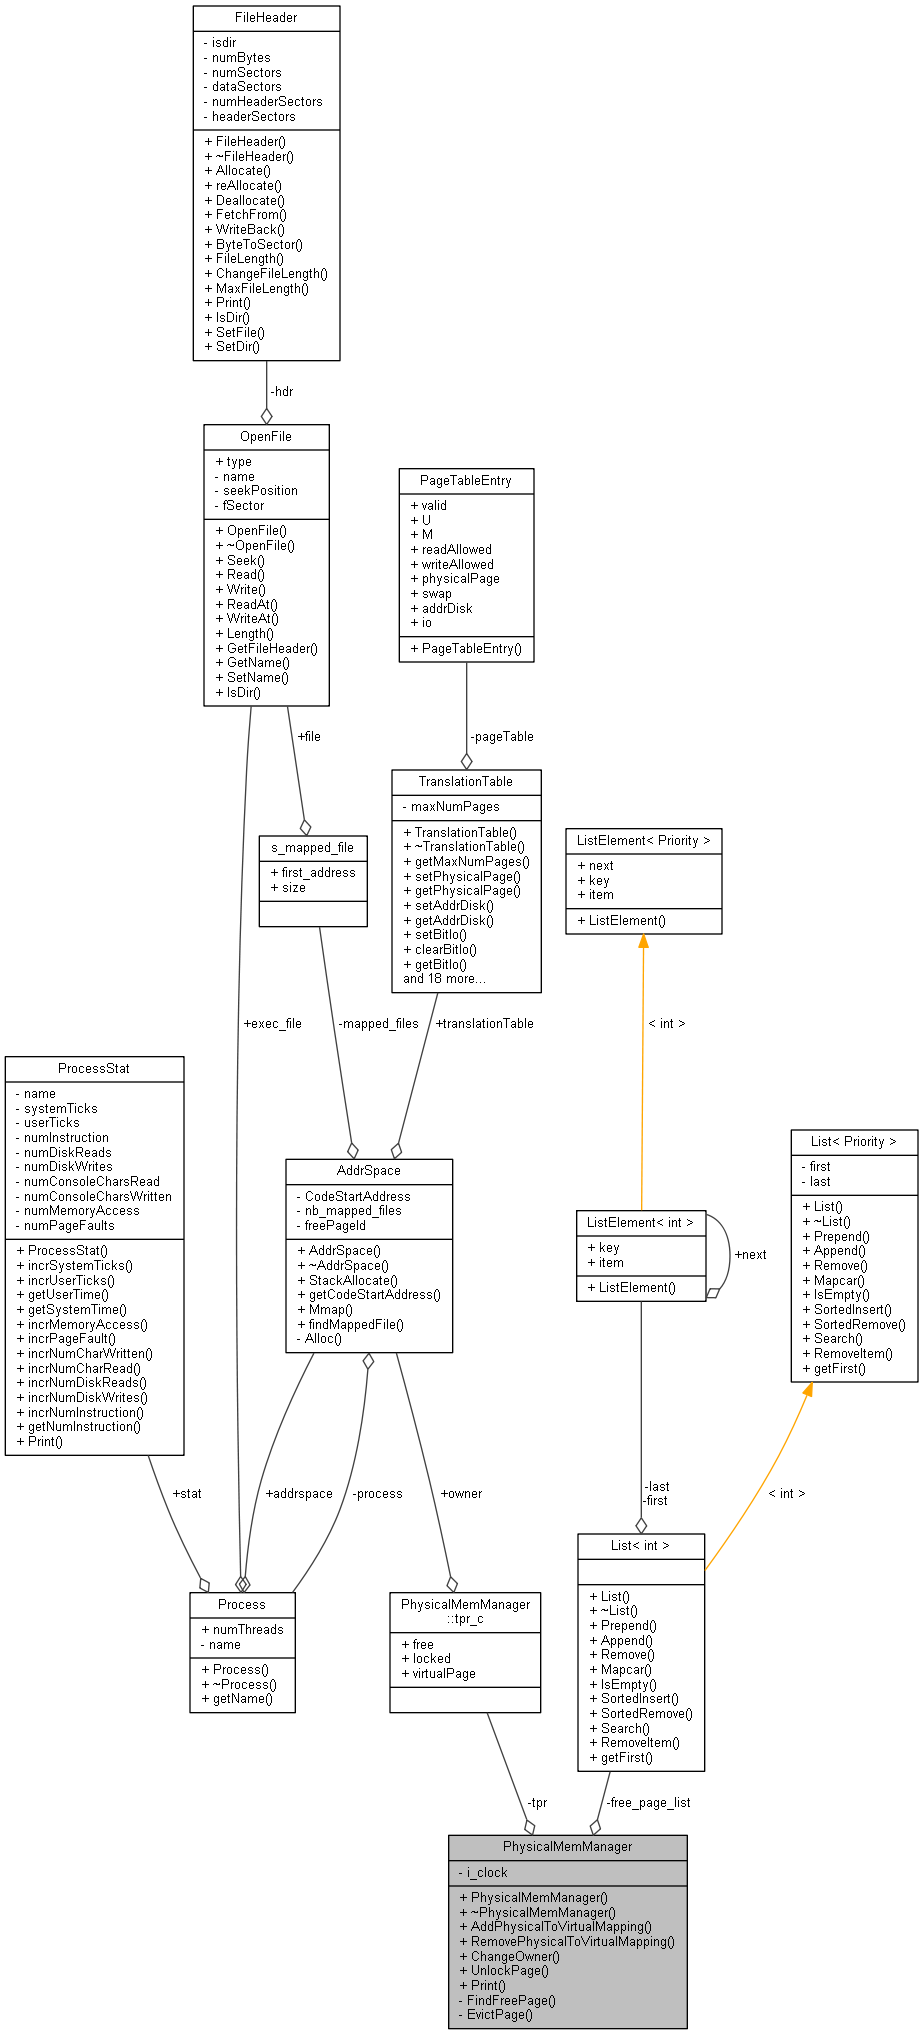 FileHeader
- isdir
- numBytes
- numSectors
- dataSectors
- numHeaderSectors
- headerSectors
+ FileHeader()
+ ~FileHeader()
+ Allocate()
+ reAllocate()
+ Deallocate()
+ FetchFrom()
+ WriteBack()
+ ByteToSector()
+ FileLength()
+ ChangeFileLength()
+ MaxFileLength()
+ Print()
+ IsDir()
+ SetFile()
+ SetDir()
-hdr
OpenFile
+ type
- name
- seekPosition
- fSector
+ OpenFile()
+ ~OpenFile()
+ Seek()
+ Read()
+ Write()
+ ReadAt()
+ WriteAt()
+ Length()
+ GetFileHeader()
+ GetName()
+ SetName()
+ IsDir()
PageTableEntry
+ valid
+ U
+ M
+ readAllowed
+ writeAllowed
+ physicalPage
+ swap
+ addrDisk
+ io
+ PageTableEntry()
+file
-pageTable
s_mapped_file
+ first_address
+ size
TranslationTable
- maxNumPages
+ TranslationTable()
+ ~TranslationTable()
+ getMaxNumPages()
+ setPhysicalPage()
+ getPhysicalPage()
+ setAddrDisk()
+ getAddrDisk()
+ setBitIo()
+ clearBitIo()
+ getBitIo()
and 18 more...
ListElement< Priority >
+ next
+ key
+ item
+ ListElement()
+exec_file
-mapped_files
+translationTable
< int >
ProcessStat
- name
- systemTicks
- userTicks
- numInstruction
- numDiskReads
- numDiskWrites
- numConsoleCharsRead
- numConsoleCharsWritten
- numMemoryAccess
- numPageFaults
+ ProcessStat()
+ incrSystemTicks()
+ incrUserTicks()
+ getUserTime()
+ getSystemTime()
+ incrMemoryAccess()
+ incrPageFault()
+ incrNumCharWritten()
+ incrNumCharRead()
+ incrNumDiskReads()
+ incrNumDiskWrites()
+ incrNumInstruction()
+ getNumInstruction()
+ Print()
AddrSpace
- CodeStartAddress
- nb_mapped_files
- freePageId
+ AddrSpace()
+ ~AddrSpace()
+ StackAllocate()
+ getCodeStartAddress()
+ Mmap()
+ findMappedFile()
- Alloc()
ListElement< int >
+ key
+ item
+ ListElement()
+next
List< Priority >
- first
- last
+ List()
+ ~List()
+ Prepend()
+ Append()
+ Remove()
+ Mapcar()
+ IsEmpty()
+ SortedInsert()
+ SortedRemove()
+ Search()
+ RemoveItem()
+ getFirst()
+stat
+addrspace
-process
+owner
-last
-first
< int >
Process
+ numThreads
- name
+ Process()
+ ~Process()
+ getName()
PhysicalMemManager
::tpr_c
+ free
+ locked
+ virtualPage
List< int >
+ List()
+ ~List()
+ Prepend()
+ Append()
+ Remove()
+ Mapcar()
+ IsEmpty()
+ SortedInsert()
+ SortedRemove()
+ Search()
+ RemoveItem()
+ getFirst()
-tpr
-free_page_list
PhysicalMemManager
- i_clock
+ PhysicalMemManager()
+ ~PhysicalMemManager()
+ AddPhysicalToVirtualMapping()
+ RemovePhysicalToVirtualMapping()
+ ChangeOwner()
+ UnlockPage()
+ Print()
- FindFreePage()
- EvictPage()